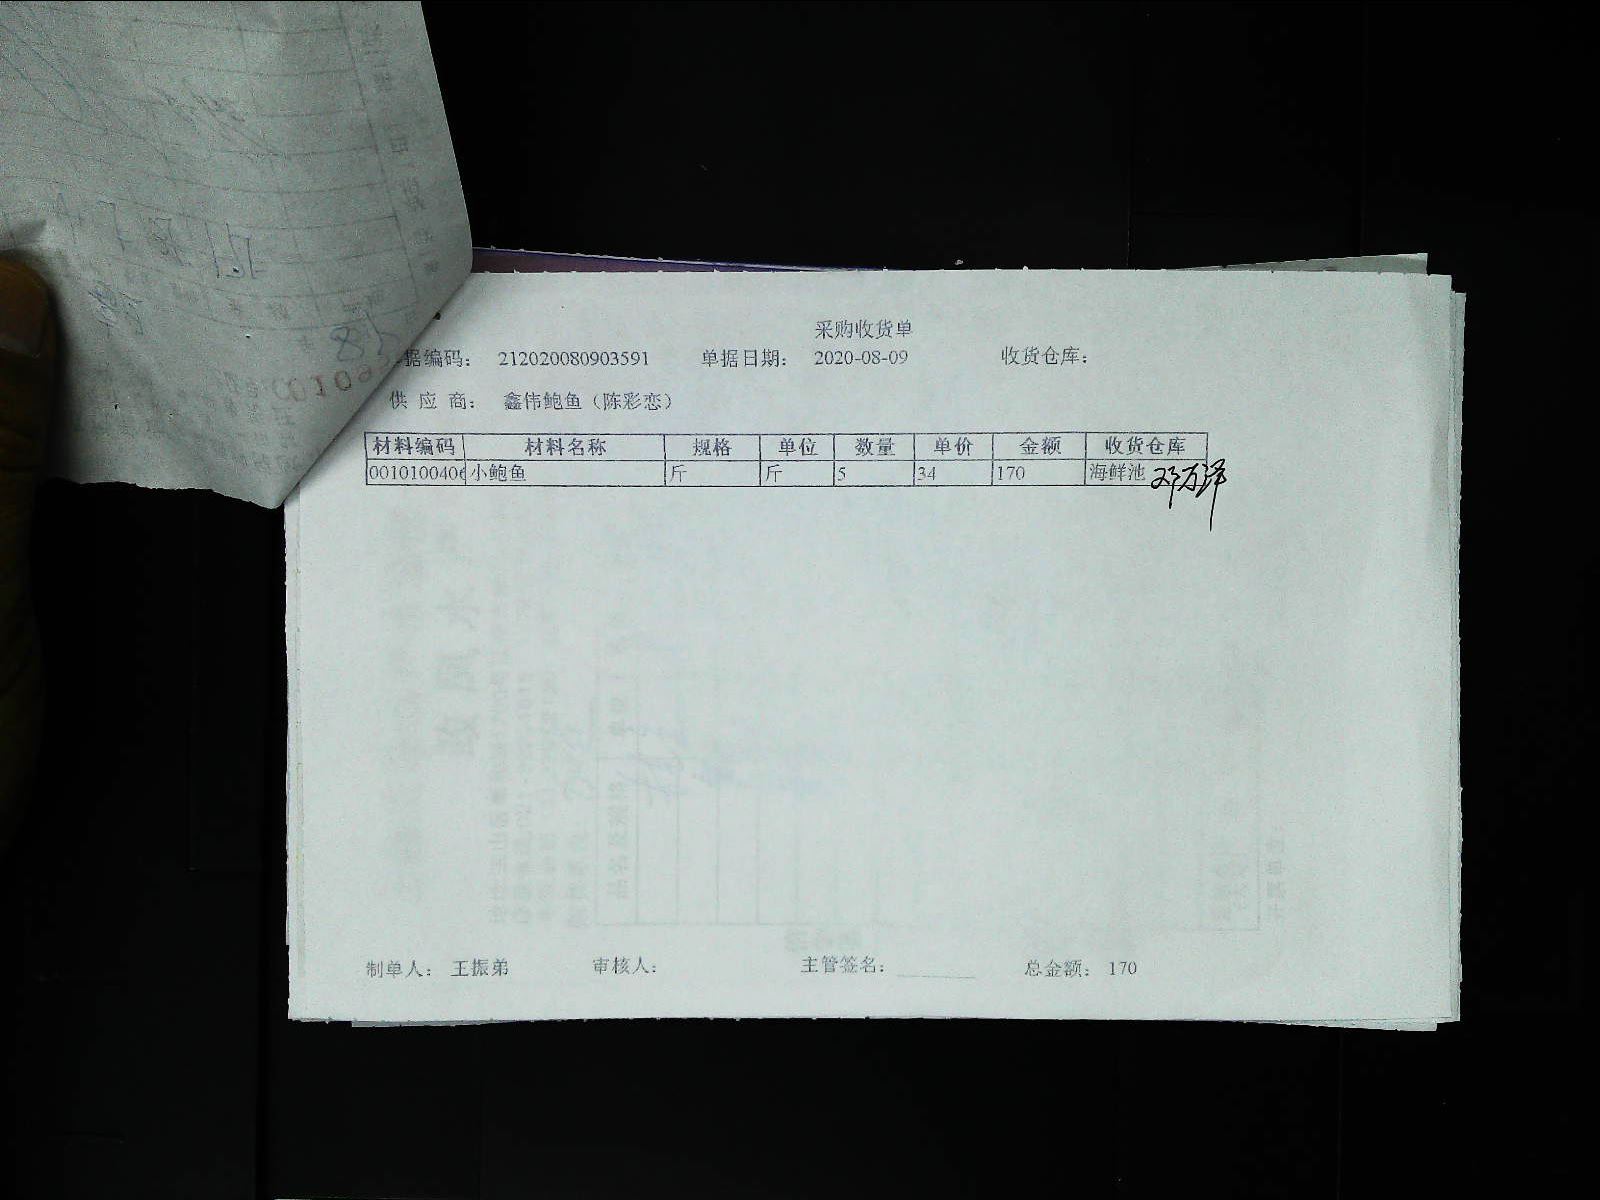 采购收货单
据编码： 212020080903591 单据日期： 2020-08-09 收货仓库：
供 应 商： 鑫伟鲍鱼（陈彩恋）
材料编码 材料名称 规格 单位 数量 单价 金额 收货仓库
0010100406 小鲍鱼 斤 斤 5 34 170 海鲜池 邓万泽
制单人： 王振弟 审核人： 主管签名： 总金额： 170